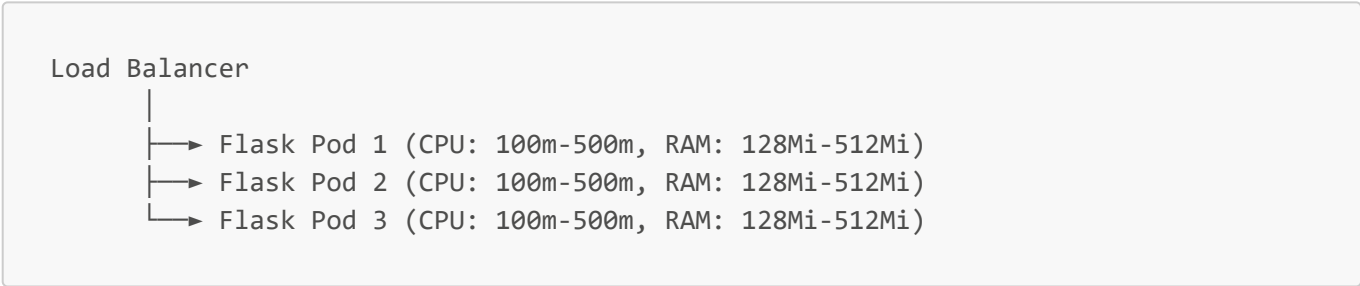 Load Balancer
│
├──► Flask Pod 1 (CPU: 100m-500m, RAM: 128Mi-512Mi)
├──► Flask Pod 2 (CPU: 100m-500m, RAM: 128Mi-512Mi)
└──► Flask Pod 3 (CPU: 100m-500m, RAM: 128Mi-512Mi)